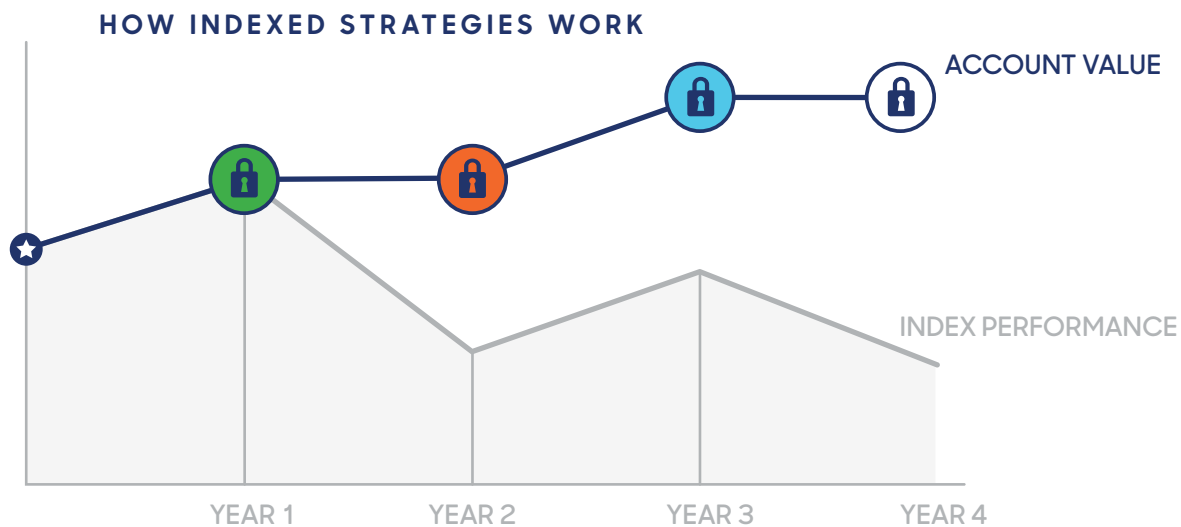 HOW INDEXED STRATEGIES WORK
ACCOUNT VALUE
INDEX PERFORMANCE
YEAR 1
YEAR 2
YEAR 3
YEAR 4